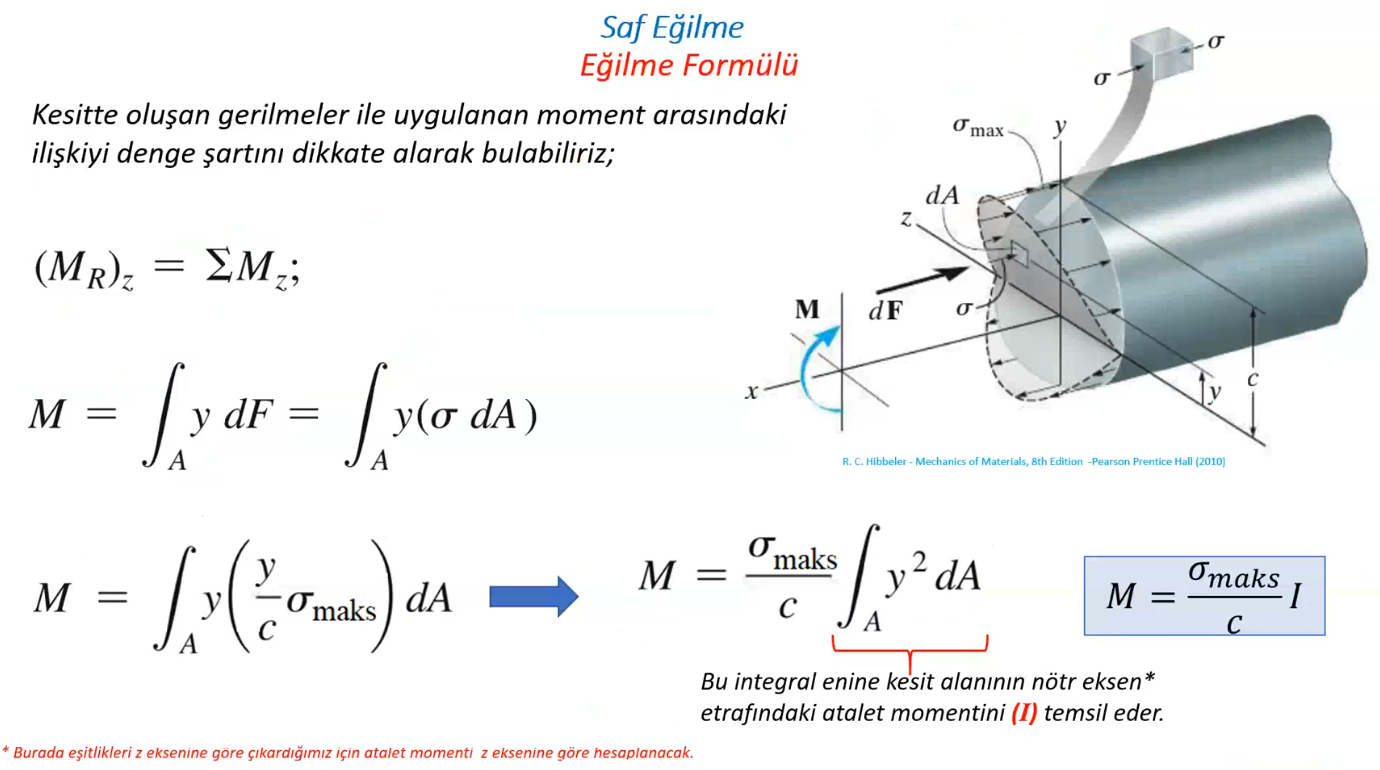 Saf Eğilme
Eğilme Formülü
Kesitte oluşan gerilmeler ile uygulanan moment arasındaki
ilişkiyi denge şartını dikkate alarak bulabiliriz;
(M_R)_z = ΣM_z;
M = ∫_A y dF = ∫_A y(σ dA)
M = ∫_A y(y/c σ_maks) dA
M = σ_maks/c ∫_A y² dA
M = σ_maks/c I
Bu integral enine kesit alanının nötr eksen*
etrafındaki atalet momentini (I) temsil eder.
* Burada eşitlikleri z eksenine göre çıkardığımız için atalet momenti z eksenine göre hesaplanacak.
σ
σ
σ_max
y
dA
z
M
dF
σ
x
y
c
R. C. Hibbeler - Mechanics of Materials, 8th Edition -Pearson Prentice Hall (2010)